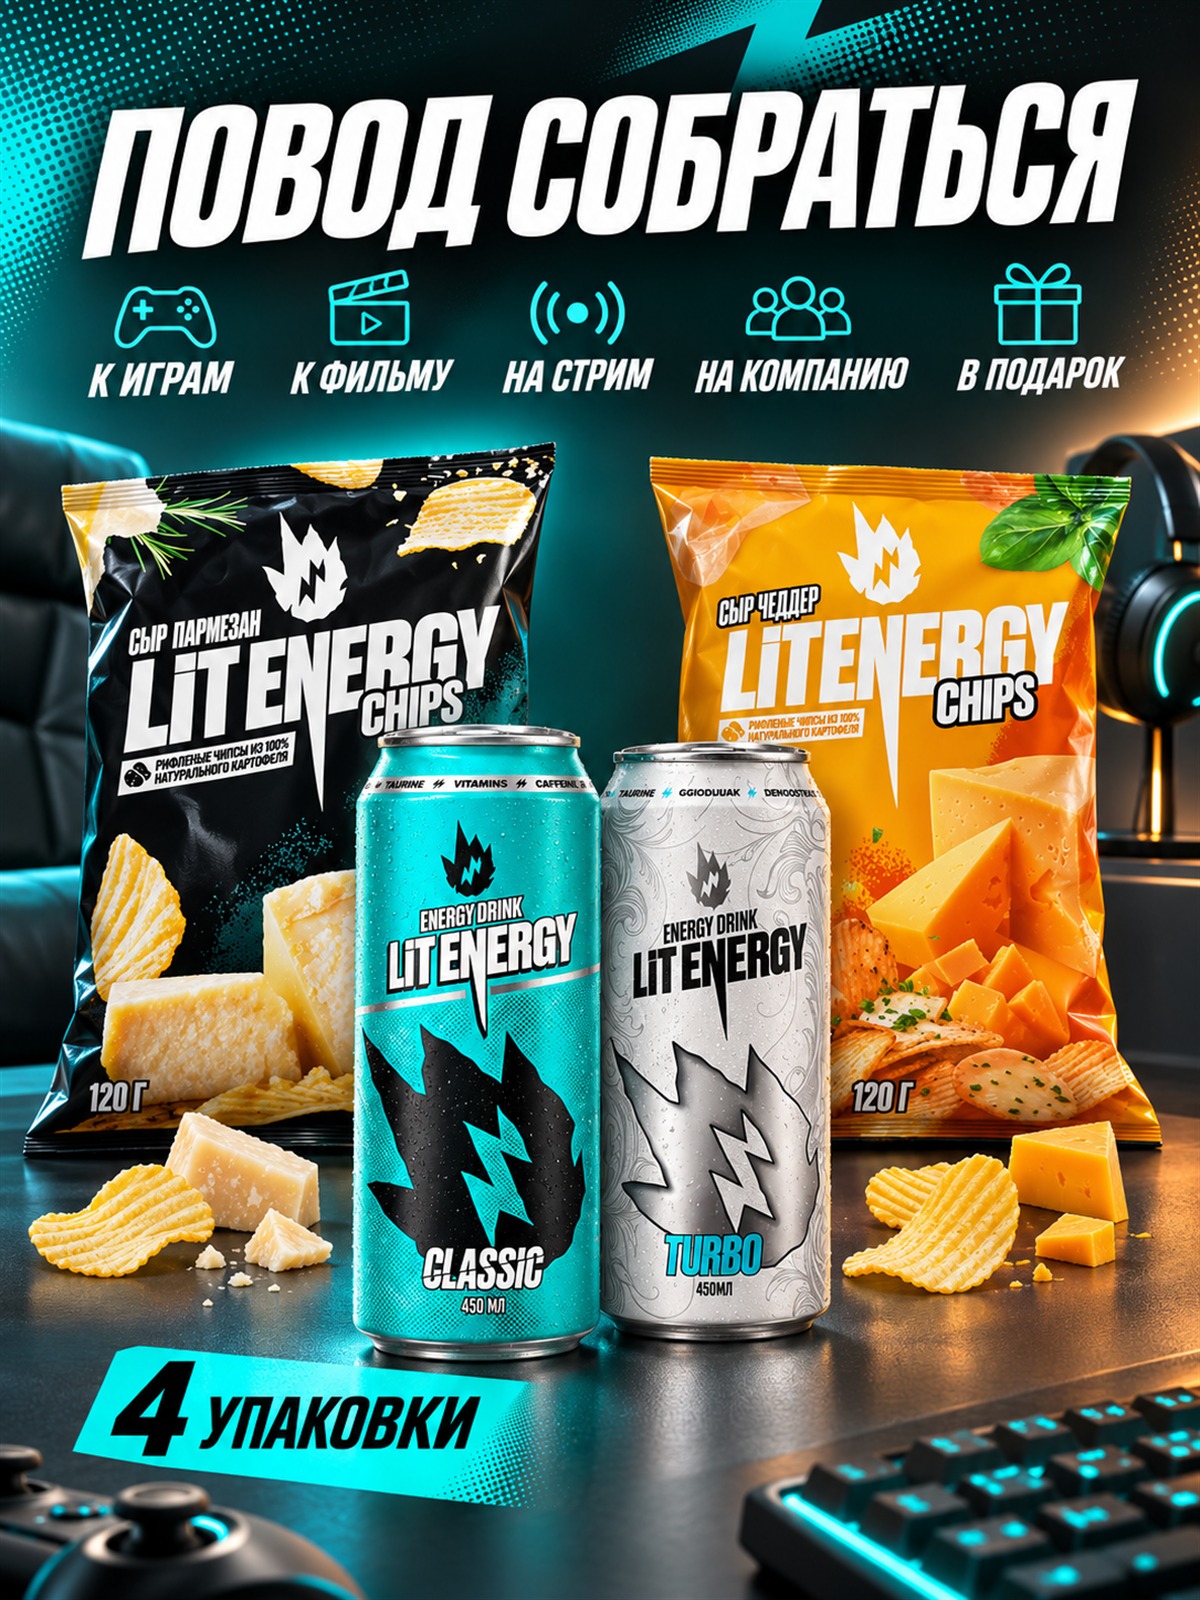 ПОВОД СОБРАТЬСЯ
К ИГРАМ
К ФИЛЬМУ
НА СТРИМ
НА КОМПАНИЮ
В ПОДАРОК
СЫР ПАРМЕЗАН
LIT ENERGY
CHIPS
РИФЛЕНЫЕ ЧИПСЫ ИЗ 100%
НАТУРАЛЬНОГО КАРТОФЕЛЯ
120 Г
СЫР ЧЕДДЕР
LIT ENERGY
CHIPS
РИФЛЕНЫЕ ЧИПСЫ ИЗ 100%
НАТУРАЛЬНОГО КАРТОФЕЛЯ
120 Г
TAURINE VITAMINS
ENERGY DRINK
LIT ENERGY
CLASSIC
450 МЛ
TAURINE GGIODUUAK
ENERGY DRINK
LIT ENERGY
TURBO
450МЛ
4 УПАКОВКИ